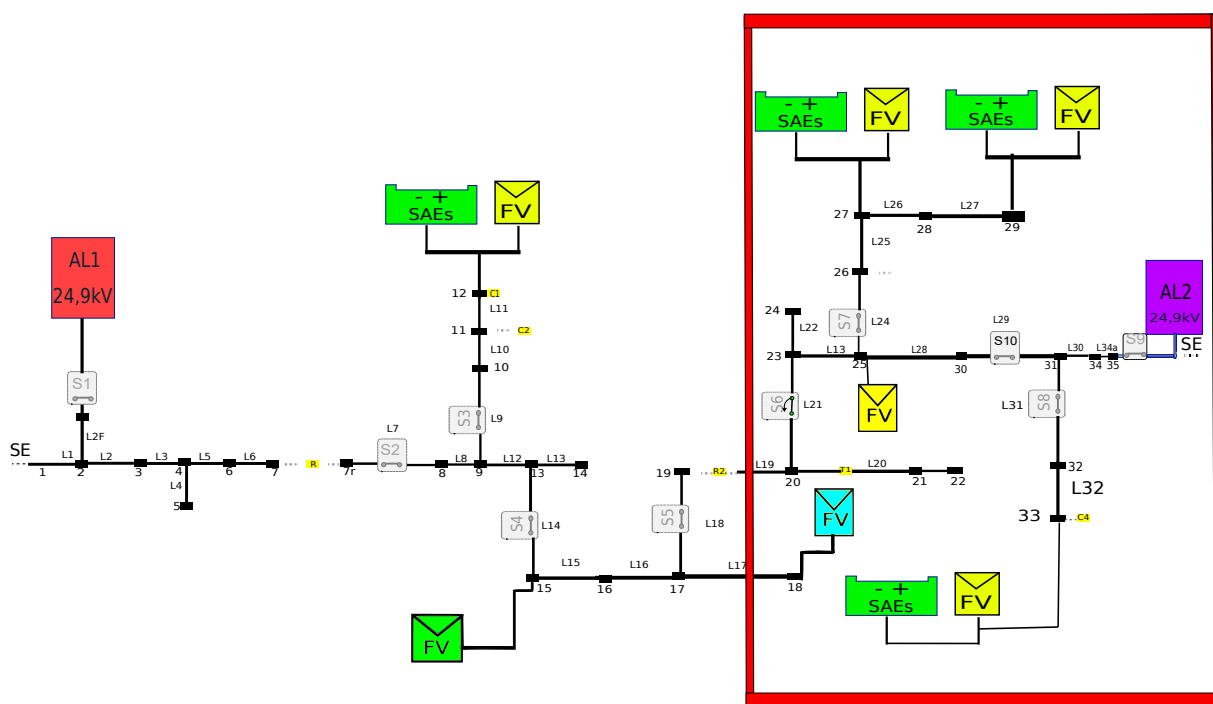 - +
SAEs
FV
- +
SAEs
FV
- +
SAEs
FV
27
L26
28
L27
29
L25
26
AL1
24,9kV
12
C1
L11
11
C2
L10
10
AL2
24,9kV
24
L22
S7
L24
L29
S10
S9
SE
23
L13
25
L28
30
31
L30
34
L34a
35
S1
L2F
S3
L9
FV
S6
L21
L31
S8
SE
1
L1
2
L2
3
L3
4
L5
6
L6
7
R
7r
L7
S2
8
L8
9
L12
13
L13
14
L4
5
19
R2
L19
20
T1
L20
21
22
32
L32
33
C4
S4
L14
S5
L18
FV
L15
15
16
L16
17
L17
18
FV
- +
SAEs
FV